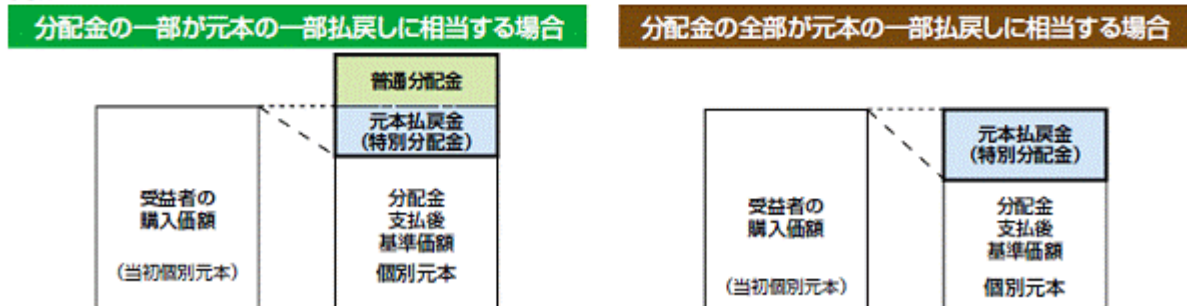 分配金の一部が元本の一部払戻しに相当する場合
普通分配金
元本払戻金
(特別分配金)
受益者の
購入価額
(当初個別元本)
分配金
支払後
基準価額
個別元本
分配金の全部が元本の一部払戻しに相当する場合
元本払戻金
(特別分配金)
受益者の
購入価額
(当初個別元本)
分配金
支払後
基準価額
個別元本